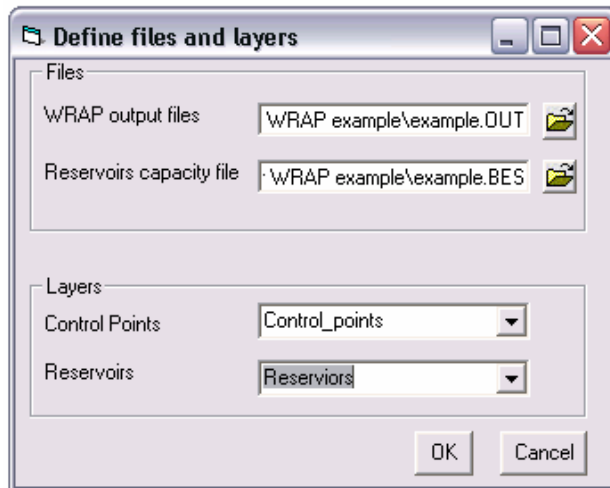 Define files and layers
Files
WRAP output files WRAP example\example.OUT
Reservoirs capacity file WRAP example\example.BES
Layers
Control Points Control_points
Reservoirs Reserviors
OK Cancel